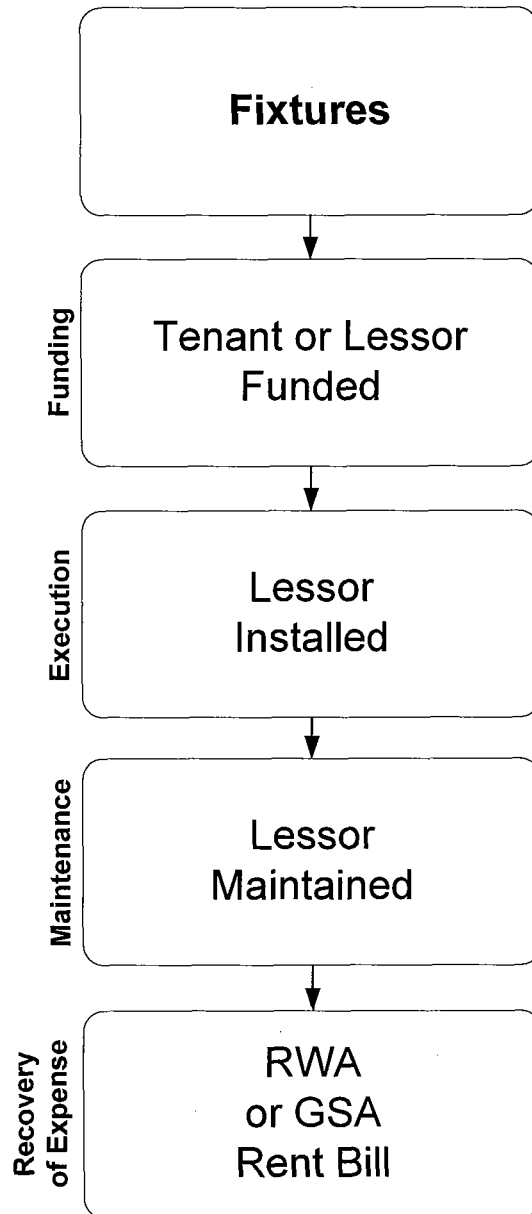 Fixtures
Funding
Tenant or Lessor
Funded
Execution
Lessor
Installed
Maintenance
Lessor
Maintained
Recovery
of Expense
RWA
or GSA
Rent Bill